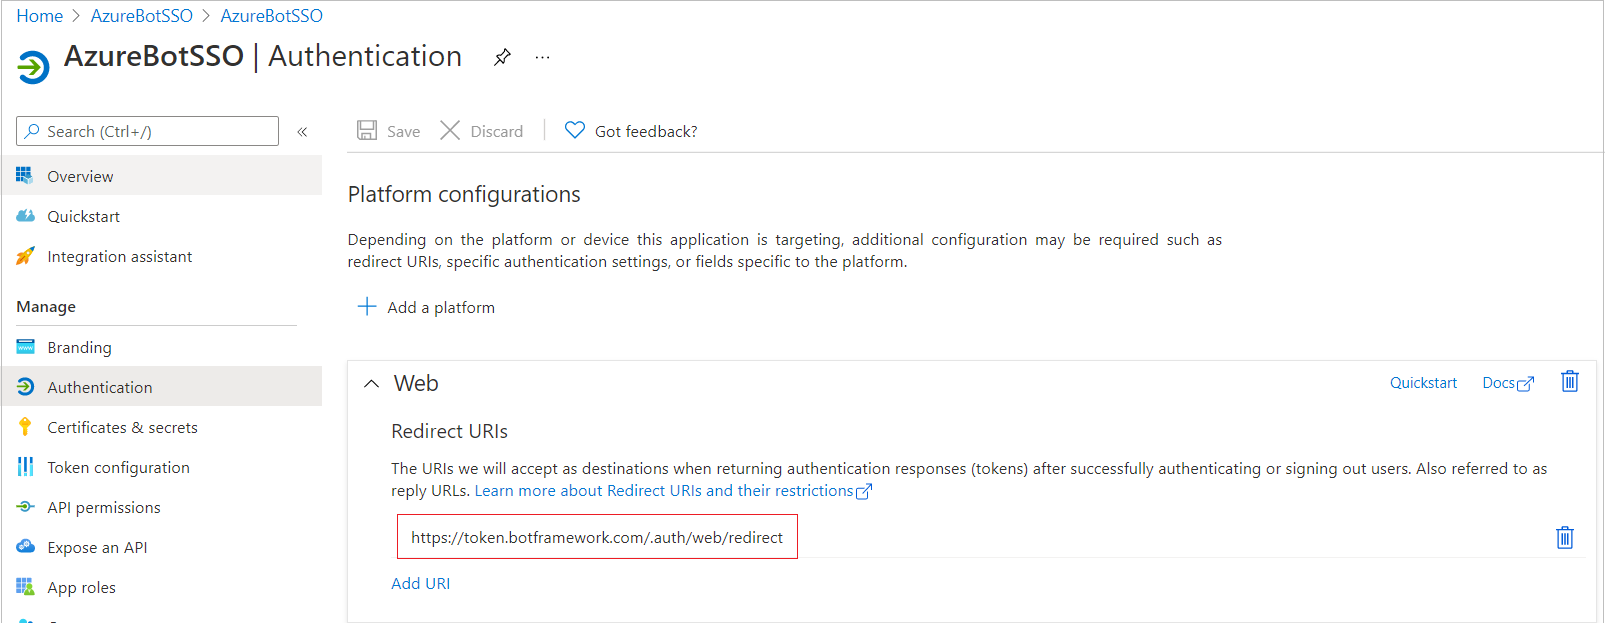 Home > AzureBotSSO > AzureBotSSO
AzureBotSSO | Authentication
Search (Ctrl+/)
«
Overview
Quickstart
Integration assistant
Manage
Branding
Authentication
Certificates & secrets
Token configuration
API permissions
Expose an API
App roles
Save
Discard
Got feedback?
Platform configurations
Depending on the platform or device this application is targeting, additional configuration may be required such as
redirect URIs, specific authentication settings, or fields specific to the platform.
Add a platform
Web
Quickstart
Docs
Redirect URIs
The URIs we will accept as destinations when returning authentication responses (tokens) after successfully authenticating or signing out users. Also referred to as
reply URLs. Learn more about Redirect URIs and their restrictions
https://token.botframework.com/.auth/web/redirect
Add URI